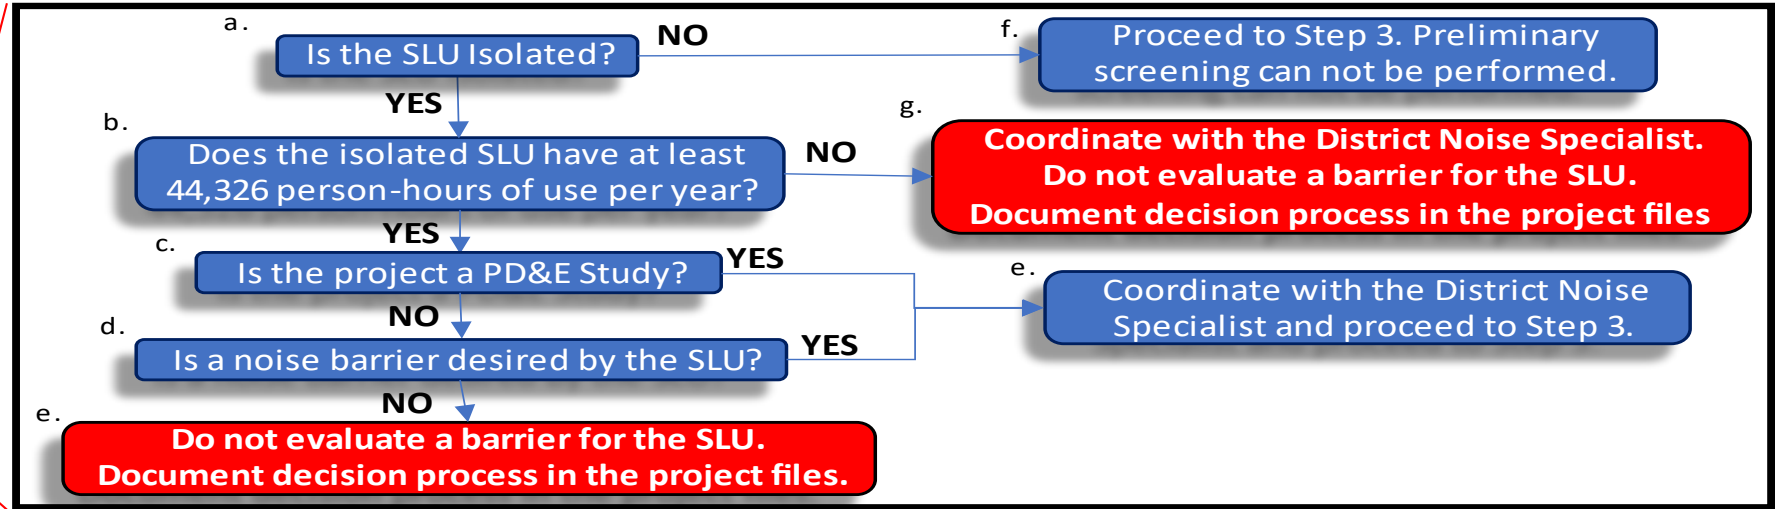 a.
Is the SLU Isolated?
NO
f.
Proceed to Step 3. Preliminary
screening can not be performed.
YES
b.
Does the isolated SLU have at least
44,326 person-hours of use per year?
NO
g.
Coordinate with the District Noise Specialist.
Do not evaluate a barrier for the SLU.
Document decision process in the project files
YES
c.
Is the project a PD&E Study?
YES
e.
Coordinate with the District Noise
Specialist and proceed to Step 3.
NO
d.
Is a noise barrier desired by the SLU?
YES
NO
e.
Do not evaluate a barrier for the SLU.
Document decision process in the project files.